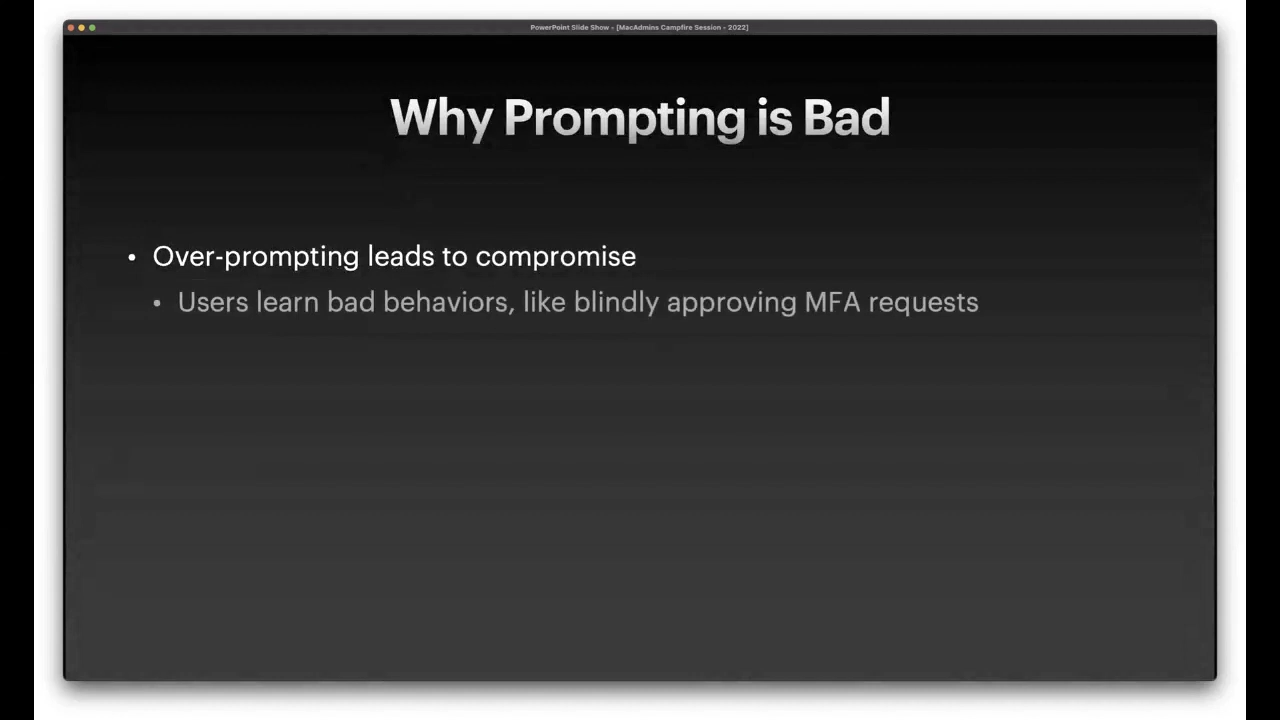 PowerPoint Slide Show - [MacAdmins Campfire Session - 2022]
Why Prompting is Bad
• Over-prompting leads to compromise
• Users learn bad behaviors, like blindly approving MFA requests